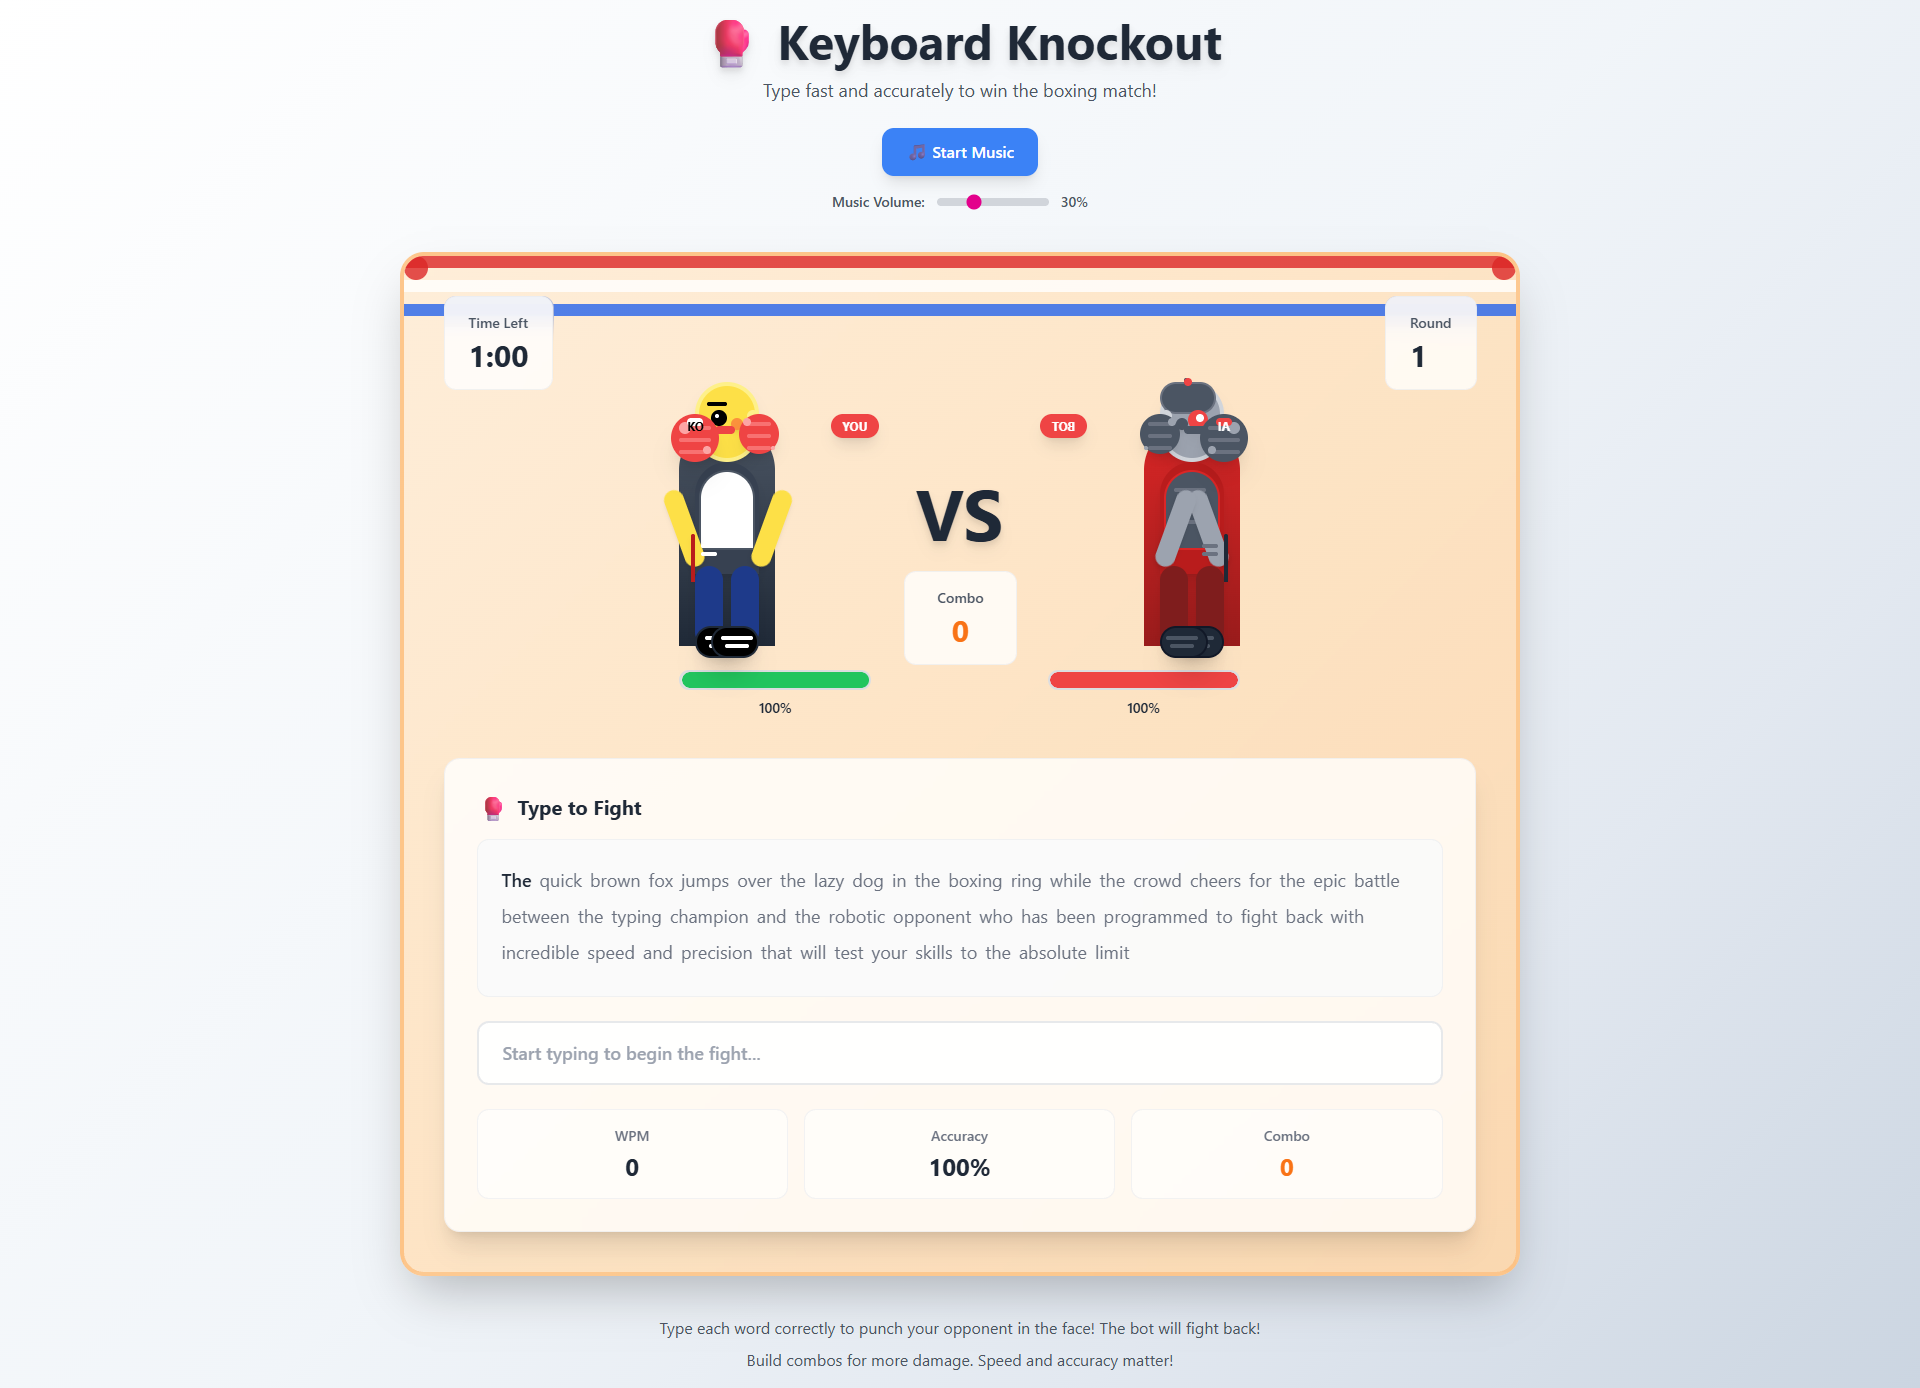 Keyboard Knockout
Type fast and accurately to win the boxing match!
Start Music
Music Volume: 30%
Time Left
1:00
Round
1
KO
YOU
BOT
AI
VS
Combo
0
100%
100%
Type to Fight
The quick brown fox jumps over the lazy dog in the boxing ring while the crowd cheers for the epic battle
between the typing champion and the robotic opponent who has been programmed to fight back with
incredible speed and precision that will test your skills to the absolute limit
Start typing to begin the fight...
WPM
0
Accuracy
100%
Combo
0
Type each word correctly to punch your opponent in the face! The bot will fight back!
Build combos for more damage. Speed and accuracy matter!